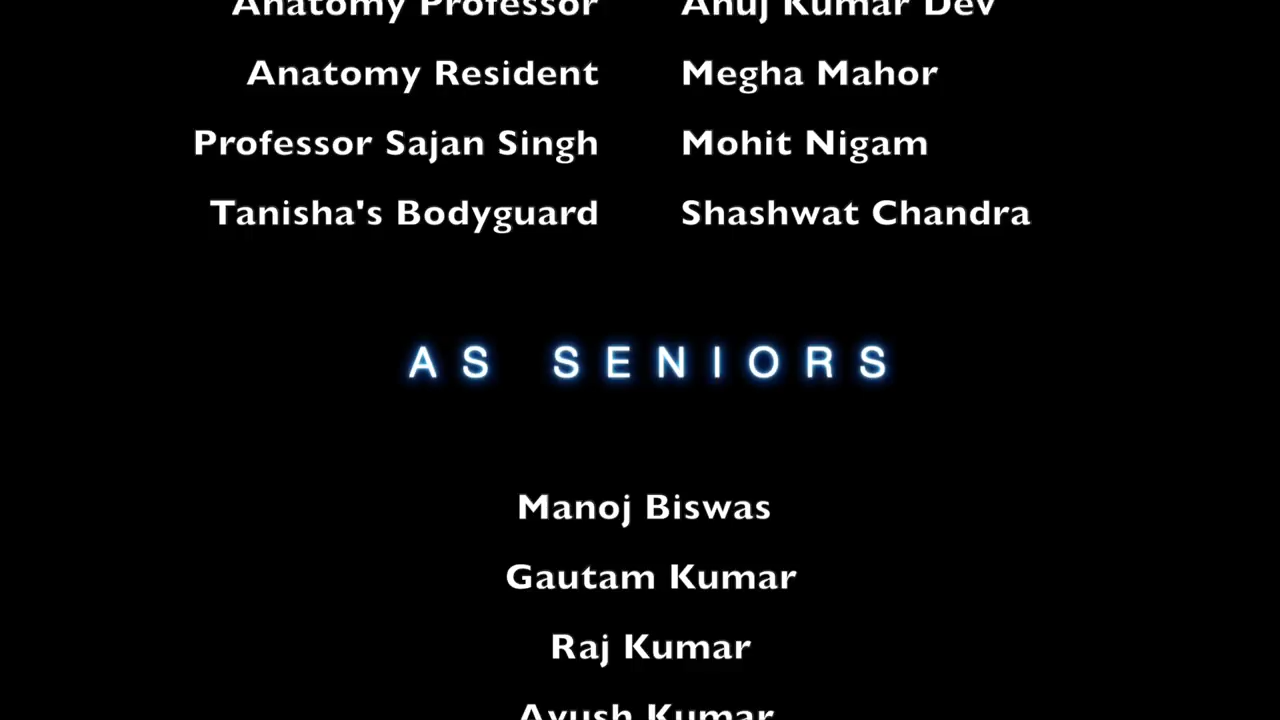 Anatomy Professor Anuj Kumar Dev
Anatomy Resident Megha Mahor
Professor Sajan Singh Mohit Nigam
Tanisha's Bodyguard Shashwat Chandra
AS SENIORS
Manoj Biswas
Gautam Kumar
Raj Kumar
Ayush Kumar